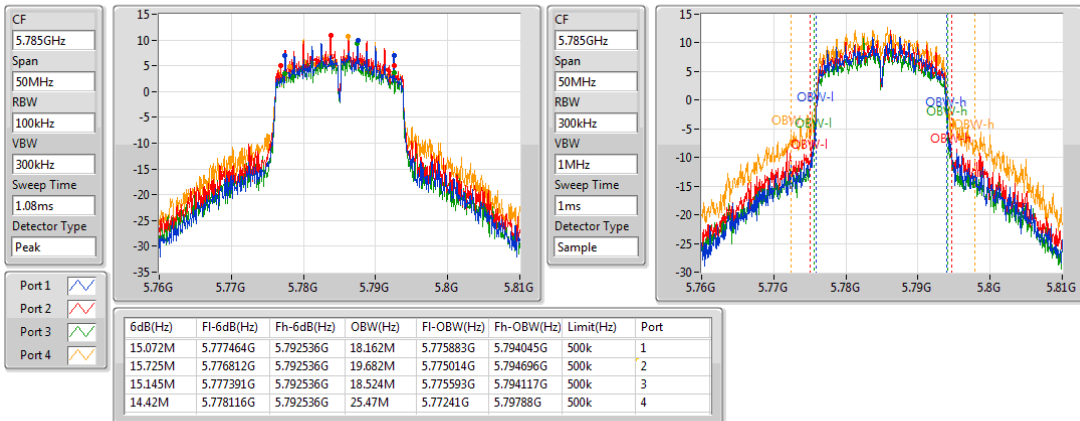 CF
5.785GHz
Span
50MHz
RBW
100kHz
VBW
300kHz
Sweep Time
1.08ms
Detector Type
Peak
15
10
5
0
-5
-10
-15
-20
-25
-30
-35
5.76G 5.77G 5.78G 5.79G 5.8G 5.81G
CF
5.785GHz
Span
50MHz
RBW
300kHz
VBW
1MHz
Sweep Time
1ms
Detector Type
Sample
15
10
5
0
-5
-10
-15
-20
-25
-30
OBW-l OBW-h
OBW-l OBW-h
OBW-l OBW-h
OBW-l OBW-h
5.76G 5.77G 5.78G 5.79G 5.8G 5.81G
Port 1
Port 2
Port 3
Port 4
6dB(Hz) Fl-6dB(Hz) Fh-6dB(Hz) OBW(Hz) Fl-OBW(Hz) Fh-OBW(Hz) Limit(Hz) Port
15.072M 5.777464G 5.792536G 18.162M 5.775883G 5.794045G 500k 1
15.725M 5.776812G 5.792536G 19.682M 5.775014G 5.794696G 500k 2
15.145M 5.777391G 5.792536G 18.524M 5.775593G 5.794117G 500k 3
14.42M 5.778116G 5.792536G 25.47M 5.77241G 5.79788G 500k 4